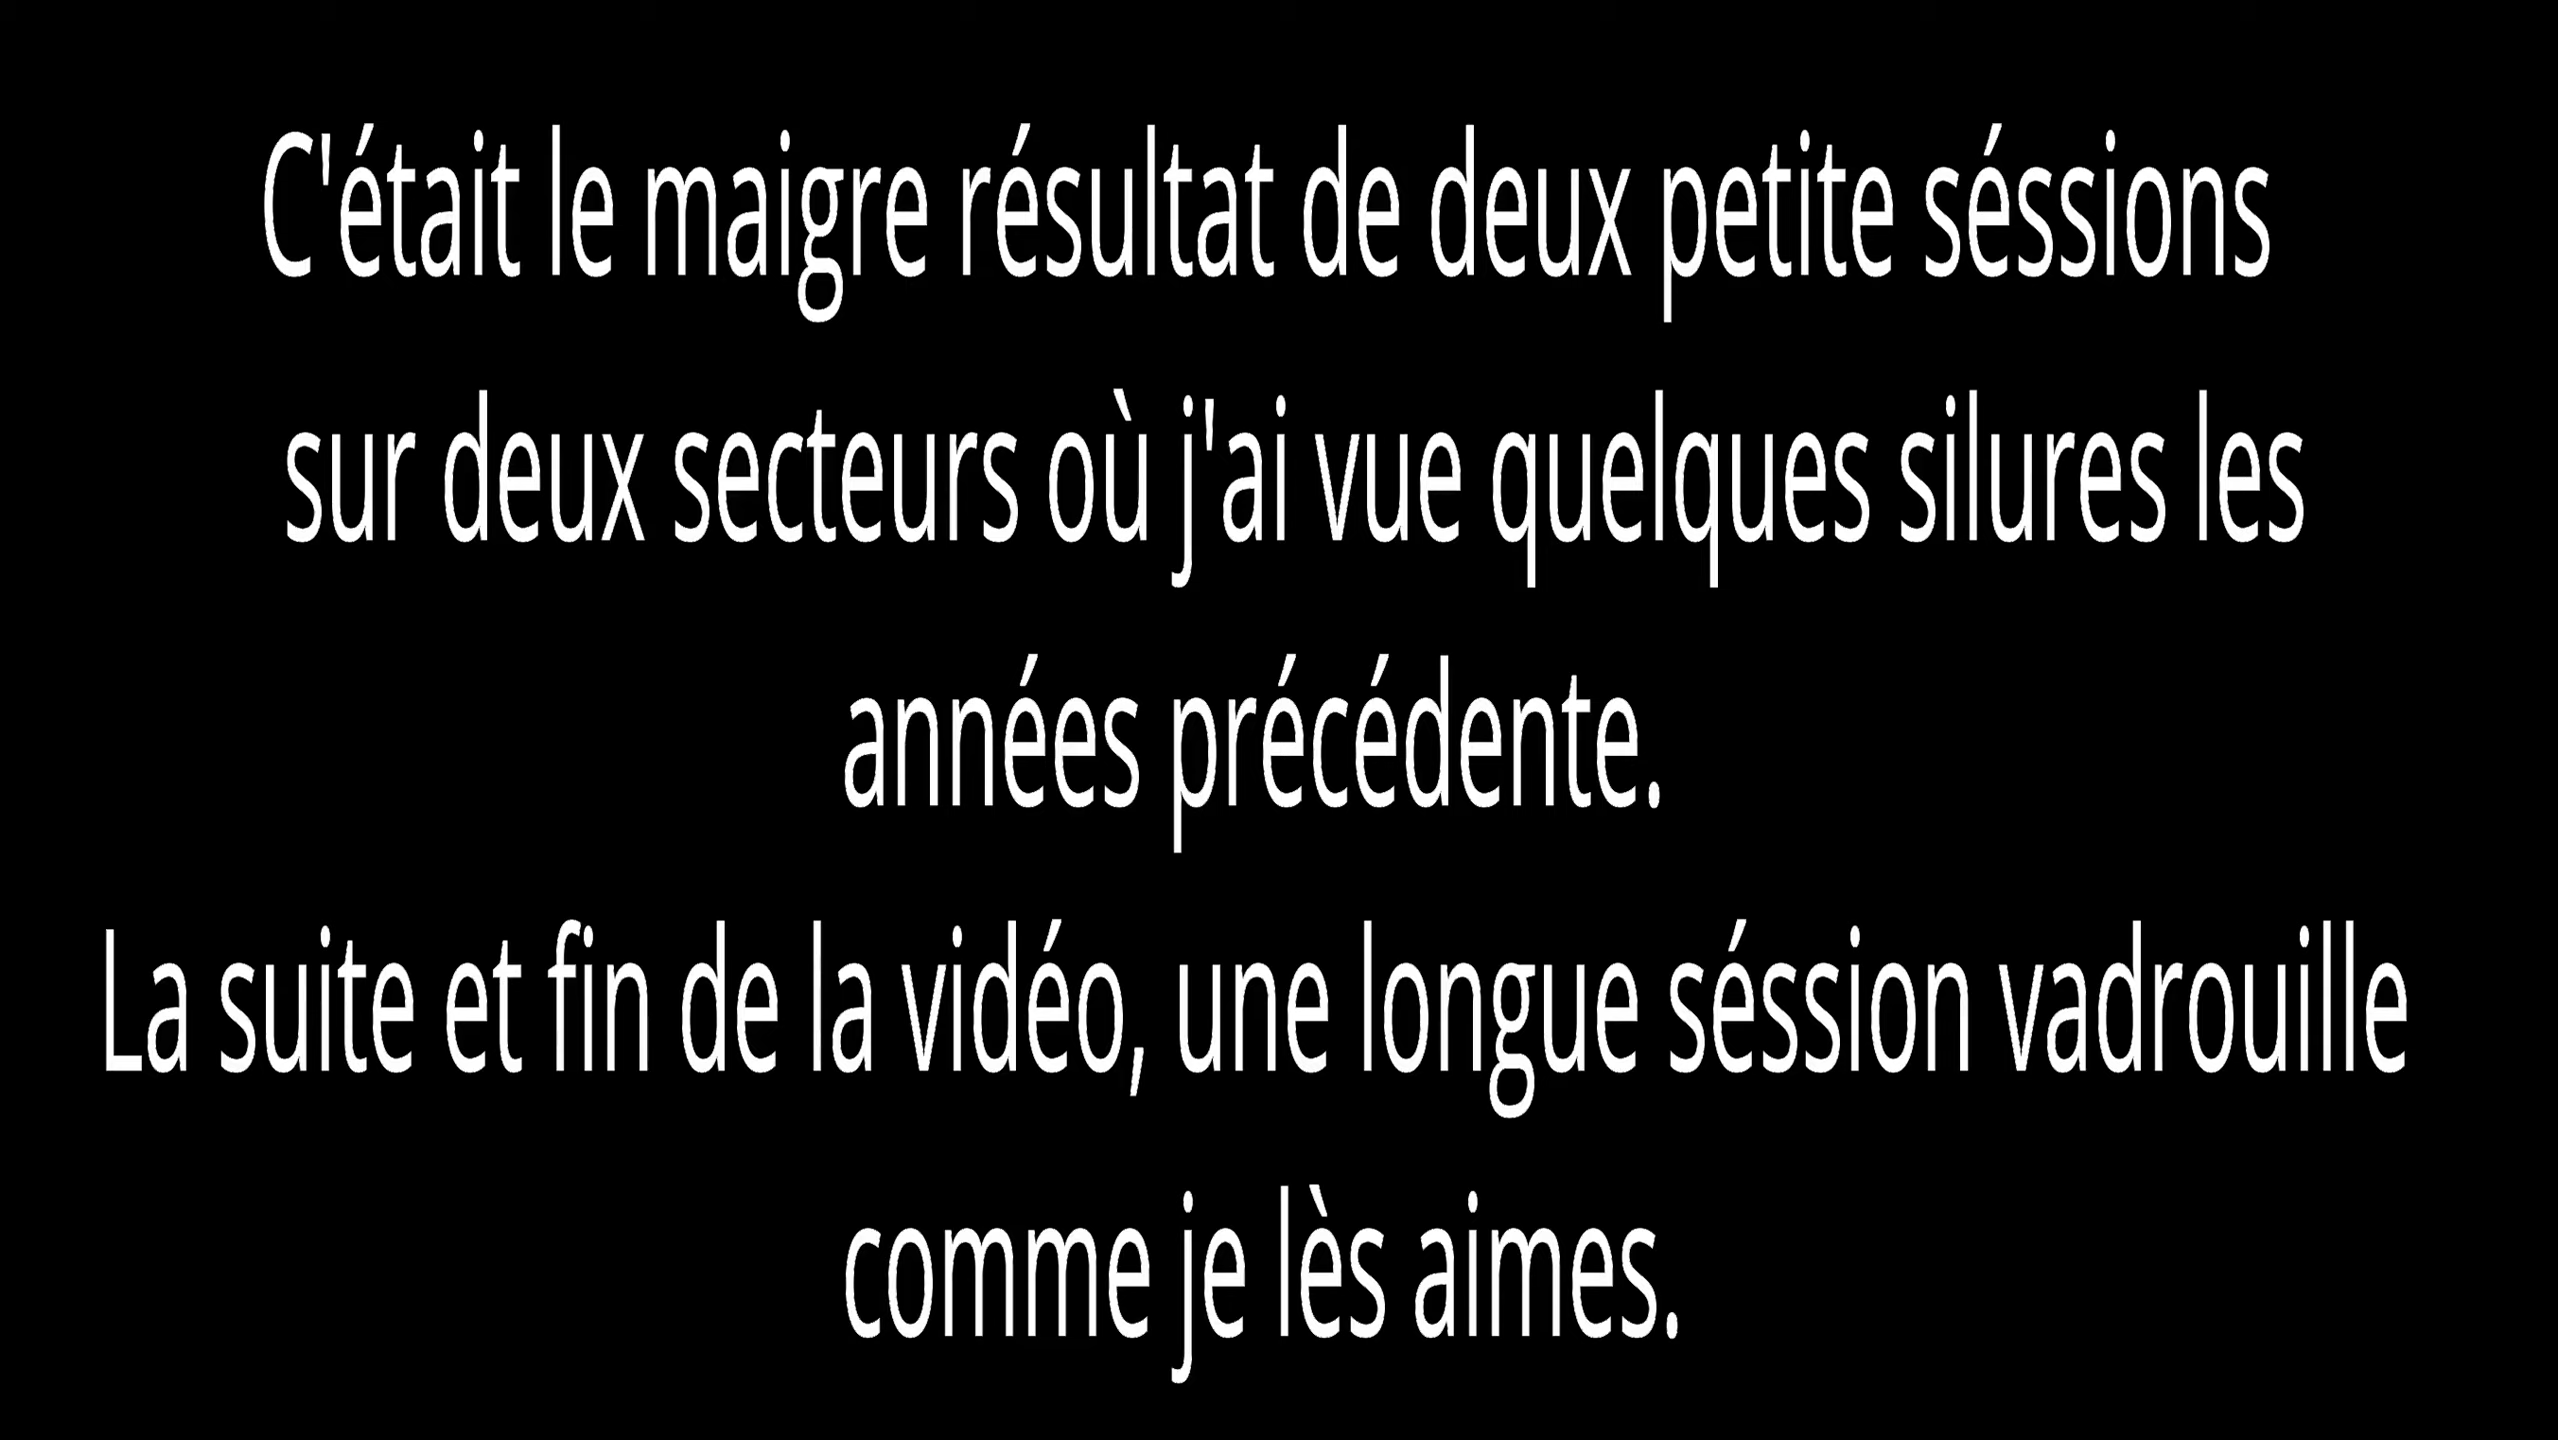 C'était le maigre résultat de deux petite séssions
sur deux secteurs où j'ai vue quelques silures les
années précédente.
La suite et fin de la vidéo, une longue séssion vadrouille
comme je lès aimes.